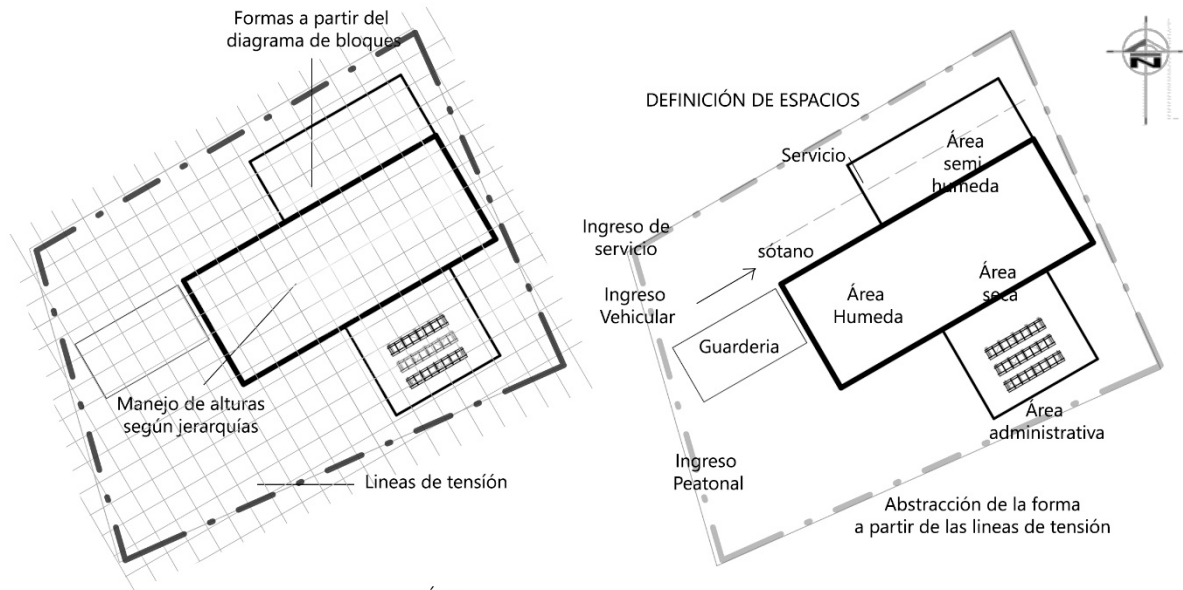 Formas a partir del
diagrama de bloques
Manejo de alturas
según jerarquías
Lineas de tensíón
DEFINICIÓN DE ESPACIOS
Servicio
Área
semi
humeda
Ingreso de
servicio
sótano
Ingreso
Vehicular
Área
Humeda
Área
seca
Guarderia
Área
administrativa
Ingreso
Peatonal
Abstracción de la forma
a partir de las lineas de tensión
N